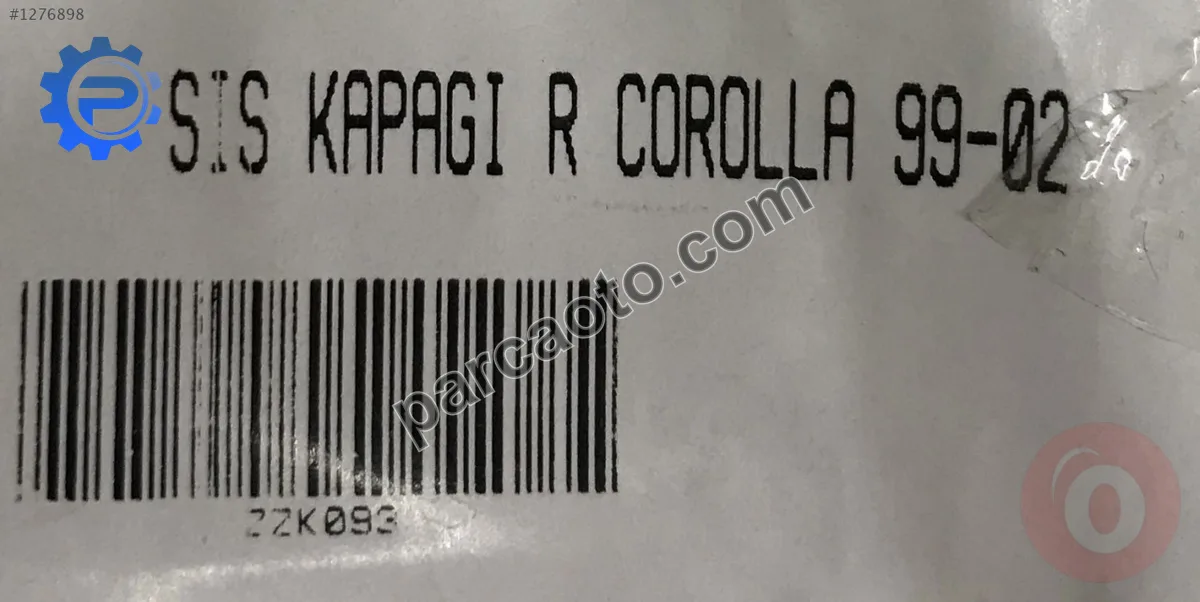 #1276898
SIS KAPAGI R COROLLA 99-02
parcaoto.com
ZZK093